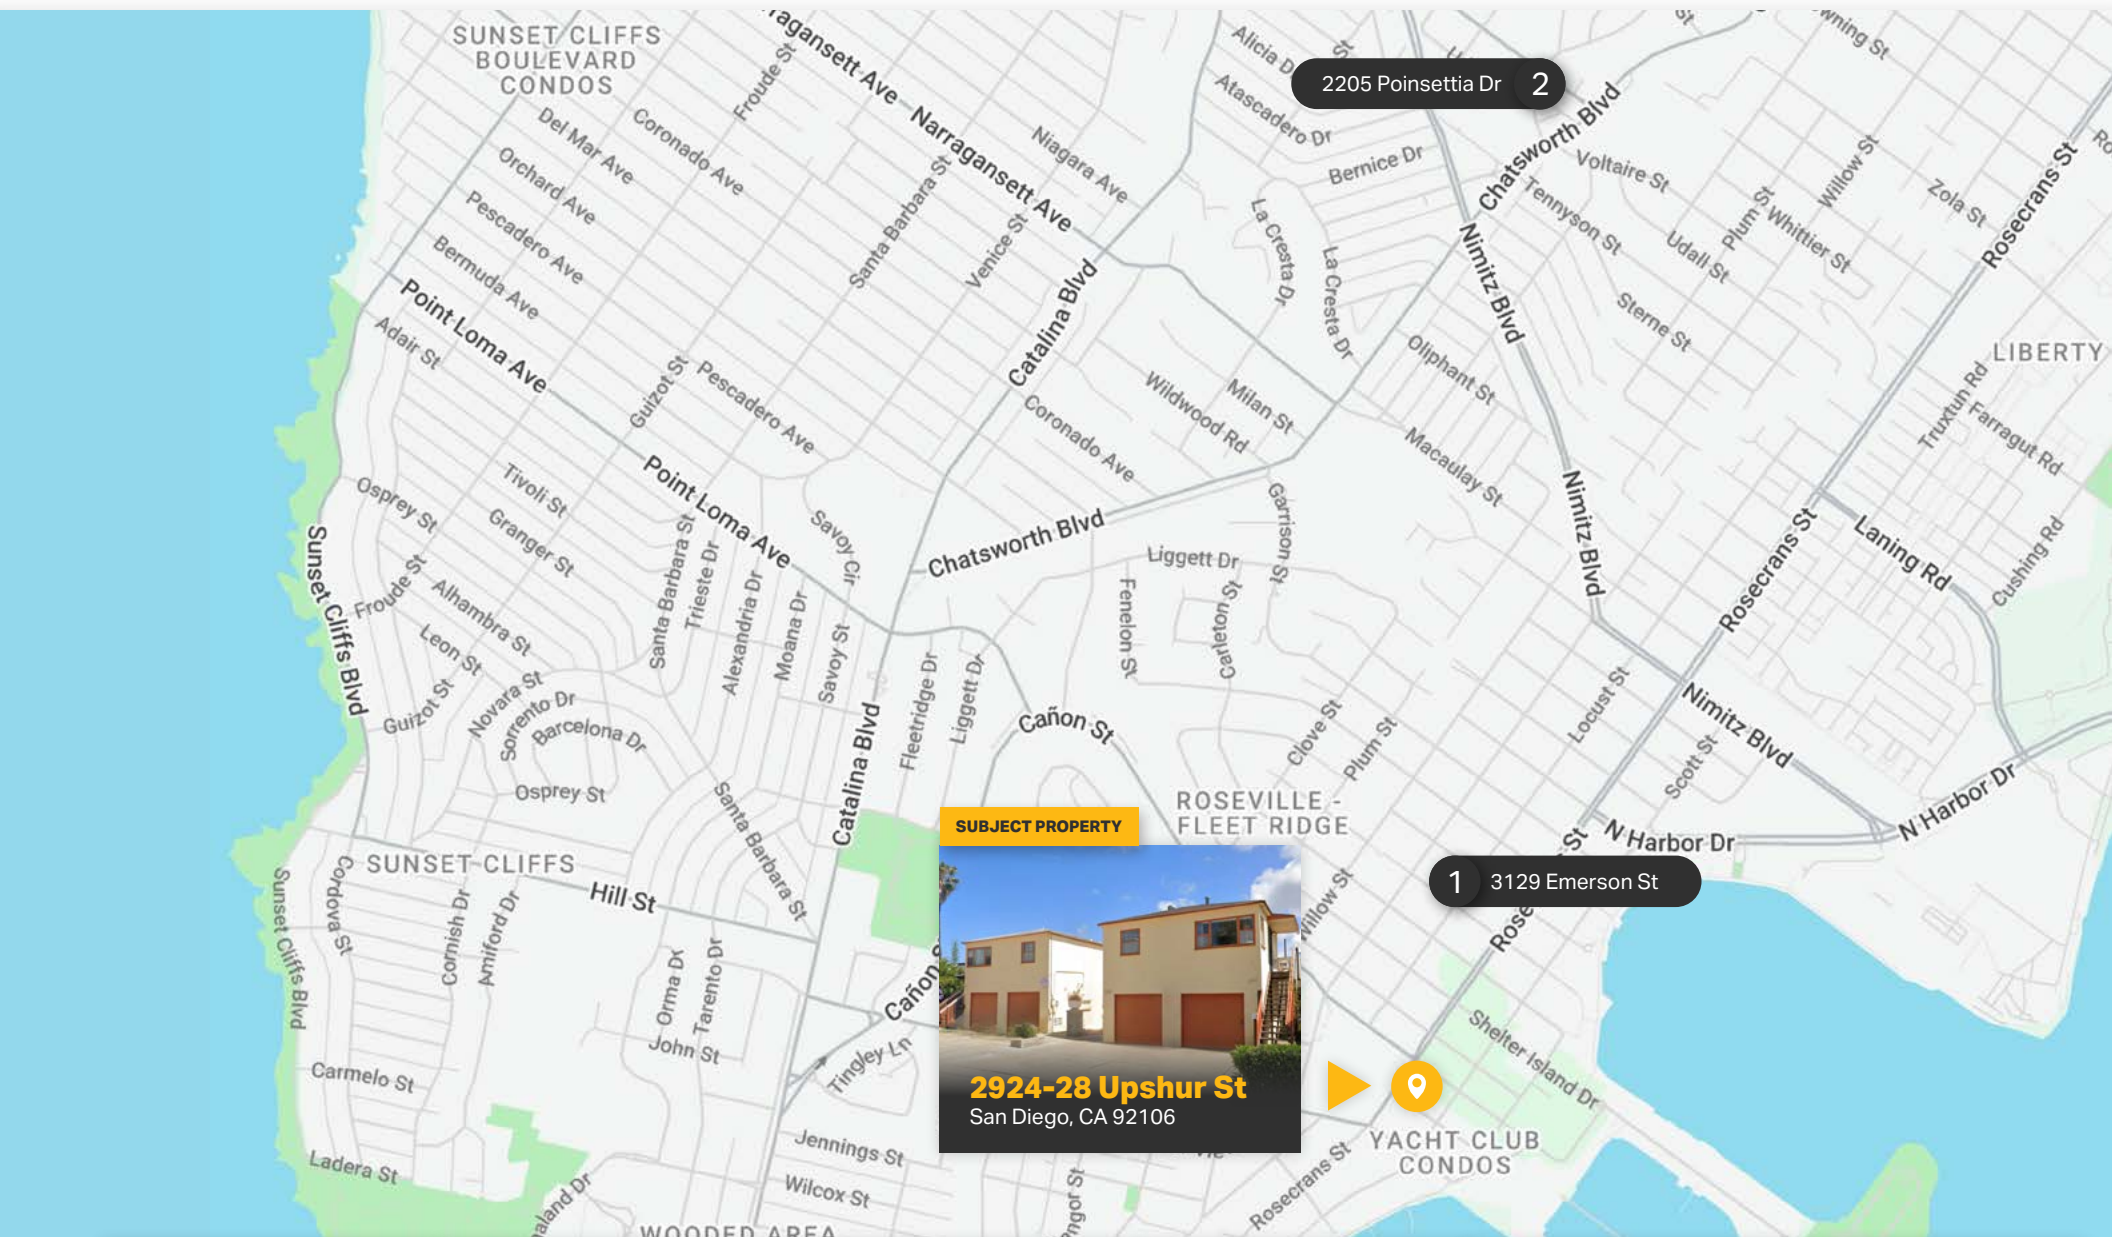 SUNSET CLIFFS
BOULEVARD
CONDOS
Froude St
Narragansett Ave
Niagara Ave
Alicia D
St
2205 Poinsettia Dr 2
St
Atascadero Dr
Bernice Dr
Chatsworth Blvd
Voltaire St
Tennyson St
Willow St
Plum St
Whittier St
Udall St
Zola St
Rosecrans St
Del Mar Ave
Coronado Ave
Orchard Ave
Pescadero Ave
Bermuda Ave
Santa Barbara St
Venice St
Catalina Blvd
La Cresta Dr
La Cresta Dr
Nimitz Blvd
Sterne St
LIBERTY
Point Loma Ave
Adair St
Guizot St
Pescadero Ave
Coronado Ave
Wildwood Rd
Milan St
Oliphant St
Macaulay St
Truxtun Rd
Farragut Rd
Osprey St
Tivoli St
Granger St
Point Loma Ave
Savoy Cir
Chatsworth Blvd
Garrison St
Liggett Dr
Nimitz Blvd
Rosecrans St
Laning Rd
Cushing Rd
Sunset Cliffs Blvd
Froude St
Alhambra St
Leon St
Guizot St
Novara St
Sorrento Dr
Barcelona Dr
Osprey St
Santa Barbara St
Trieste Dr
Alexandria Dr
Moana Dr
Savoy St
Catalina Blvd
Fleetridge Dr
Liggett Dr
Fenelon St
Carleton St
Cañon St
Clove St
Plum St
Locust St
Scott St
Nimitz Blvd
N Harbor Dr
N Harbor Dr
ROSEVILLE -
FLEET RIDGE
SUBJECT PROPERTY
1 3129 Emerson St
St
Rose
SUNSET CLIFFS
Sunset Cliffs Blvd
Cordova St
Cornish Dr
Amiford Dr
Hill St
Santa Barbara St
Orma Dr
Tarento Dr
John St
Cañon S
Tingley Ln
Willow St
2924-28 Upshur St
San Diego, CA 92106
Shelter Island Dr
YACHT CLUB
CONDOS
Rosecrans St
Carmelo St
Ladera St
Jennings St
Wilcox St
WOODED AREA